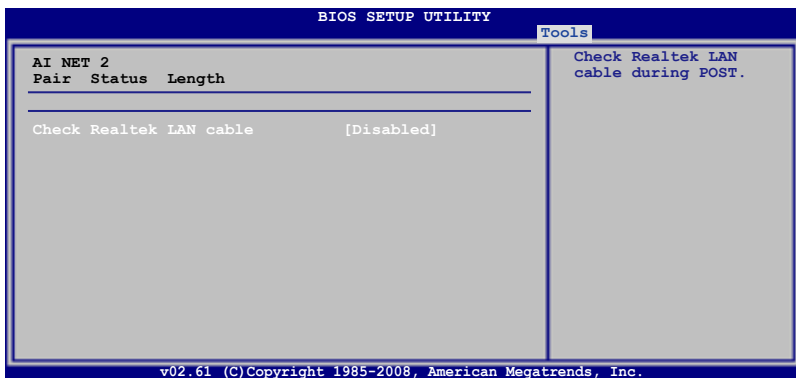 BIOS SETUP UTILITY
Tools
AI NET 2
Pair Status Length
Check Realtek LAN cable [Disabled]
Check Realtek LAN
cable during POST.
v02.61 (C)Copyright 1985-2008, American Megatrends, Inc.